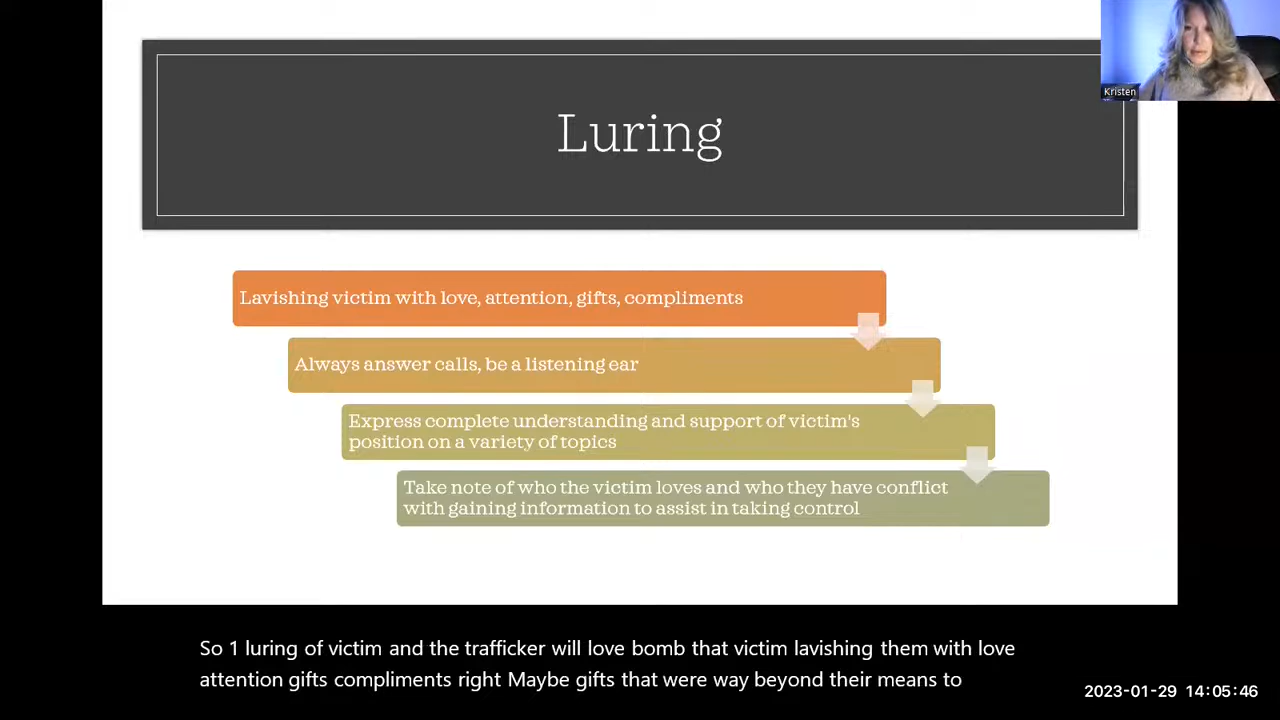 Kristen
Luring
Lavishing victim with love, attention, gifts, compliments
Always answer calls, be a listening ear
Express complete understanding and support of victim's
position on a variety of topics
Take note of who the victim loves and who they have conflict
with gaining information to assist in taking control
So 1 luring of victim and the trafficker will love bomb that victim lavishing them with love
attention gifts compliments right Maybe gifts that were way beyond their means to
2023-01-29 14:05:46